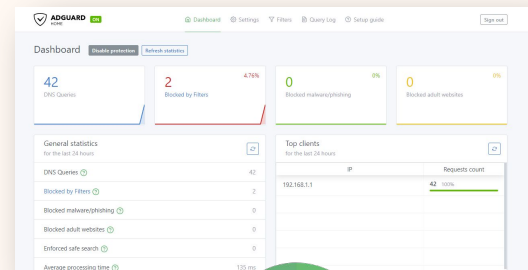 ADGUARD ON
HOME
Dashboard Settings Filters Query Log Setup guide
Sign out
Dashboard Disable protection Refresh statistics
42
DNS Queries
2 4.76%
Blocked by Filters
0 0%
Blocked malware/phishing
0 0%
Blocked adult websites
General statistics
for the last 24 hours
DNS Queries 42
Blocked by Filters 2
Blocked malware/phishing 0
Blocked adult websites 0
Enforced safe search 0
Average processing time 135 ms
Top clients
for the last 24 hours
IP Requests count
192.168.1.1 42 100%